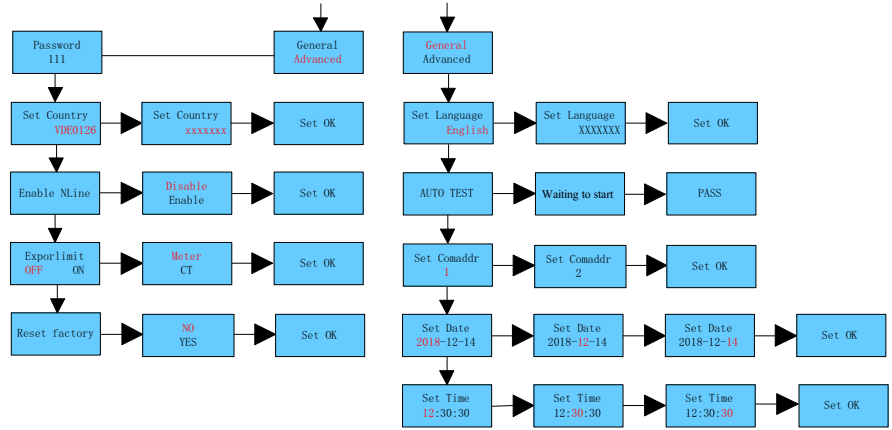 Password
111
General
Advanced
Set Country
VDE0126
Set Country
xxxxxxx
Set OK
Enable NLine
Disable
Enable
Set OK
Exporlimit
OFF ON
Meter
CT
Set OK
Reset factory
NO
YES
Set OK
General
Advanced
Set Language
English
Set Language
XXXXXXX
Set OK
AUTO TEST
Waiting to start
PASS
Set Comaddr
1
Set Comaddr
2
Set OK
Set Date
2018-12-14
Set Date
2018-12-14
Set Date
2018-12-14
Set OK
Set Time
12:30:30
Set Time
12:30:30
Set Time
12:30:30
Set OK